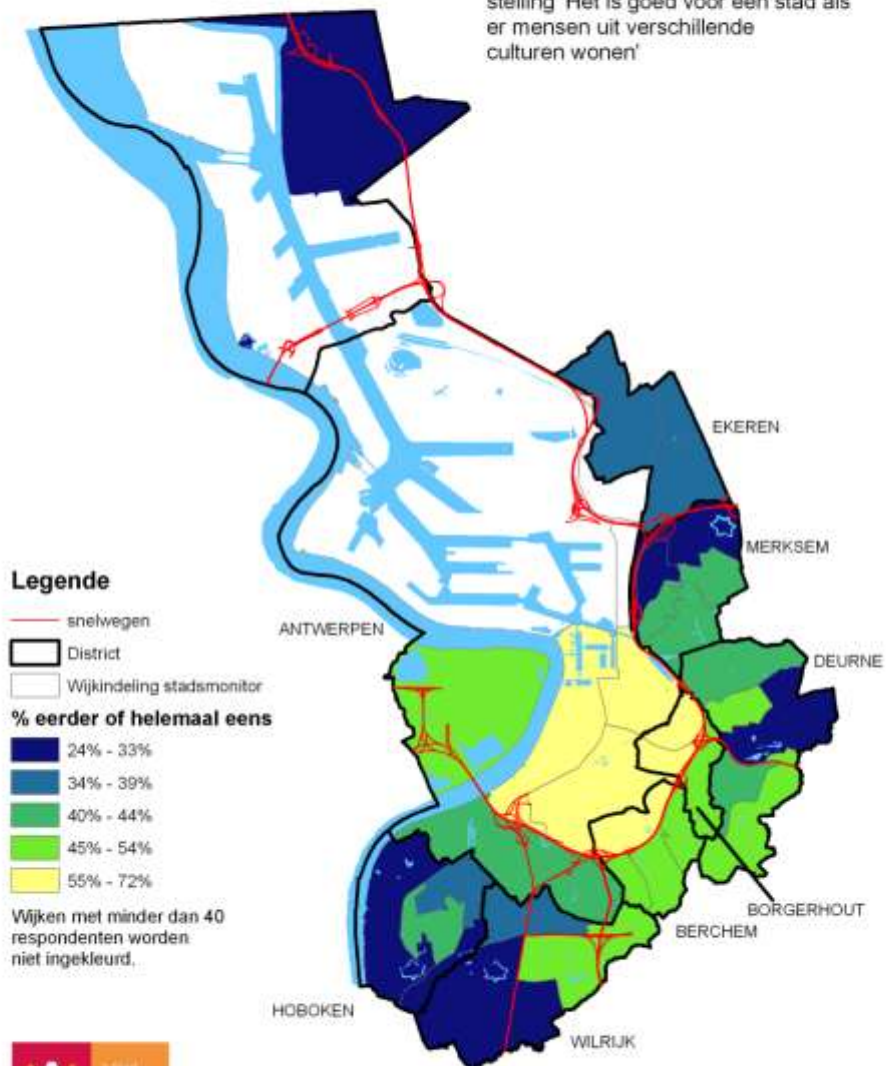 stelling 'Het is goed voor een stad als
er mensen uit verschillende
culturen wonen'
EKEREN
MERKSEM
DEURNE
ANTWERPEN
BORGERHOUT
BERCHEM
HOBOKEN
WILRIJK
Legende
snelwegen
District
Wijkindeling stadsmonitor
% eerder of helemaal eens
24% - 33%
34% - 39%
40% - 44%
45% - 54%
55% - 72%
Wijken met minder dan 40
respondenten worden
niet ingekleurd.